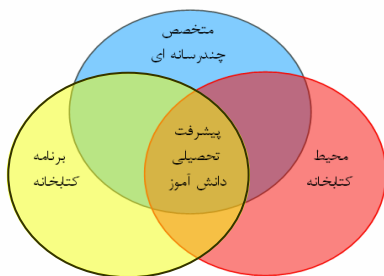 متخصص
چندرسانه ای
پیشرفت
تحصیلی
دانش آموز
محیط
کتابخانه
برنامه
کتابخانه